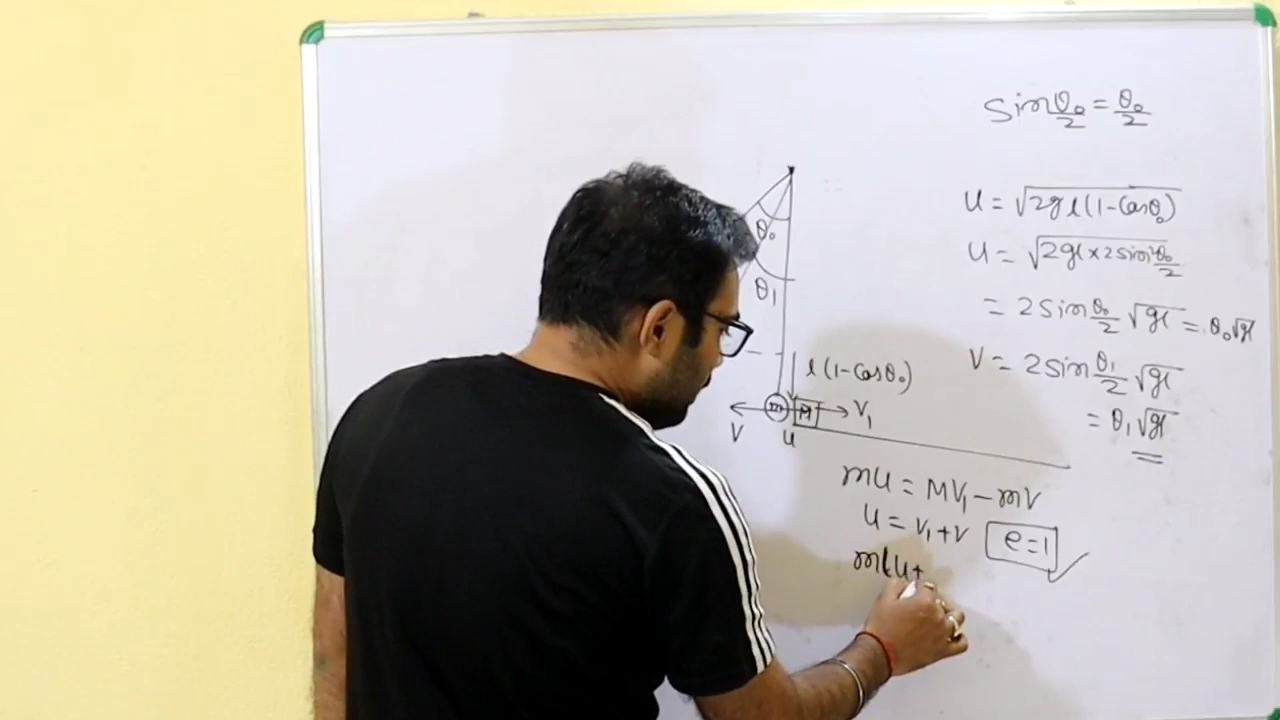 sin θ₀/2 = θ₀/2
u = √2gl(1-Cosθ₀)
u = √2gl×2sin²θ₀/2
= 2sin θ₀/2 √gl = θ₀√gl
V = 2sin θ₁/2 √gl
= θ₁√gl
θ₀
θ₁
l(1-Cosθ₀)
m M V₁
V u
mu = MV₁ - mV
u = V₁+V e=1
m(u+